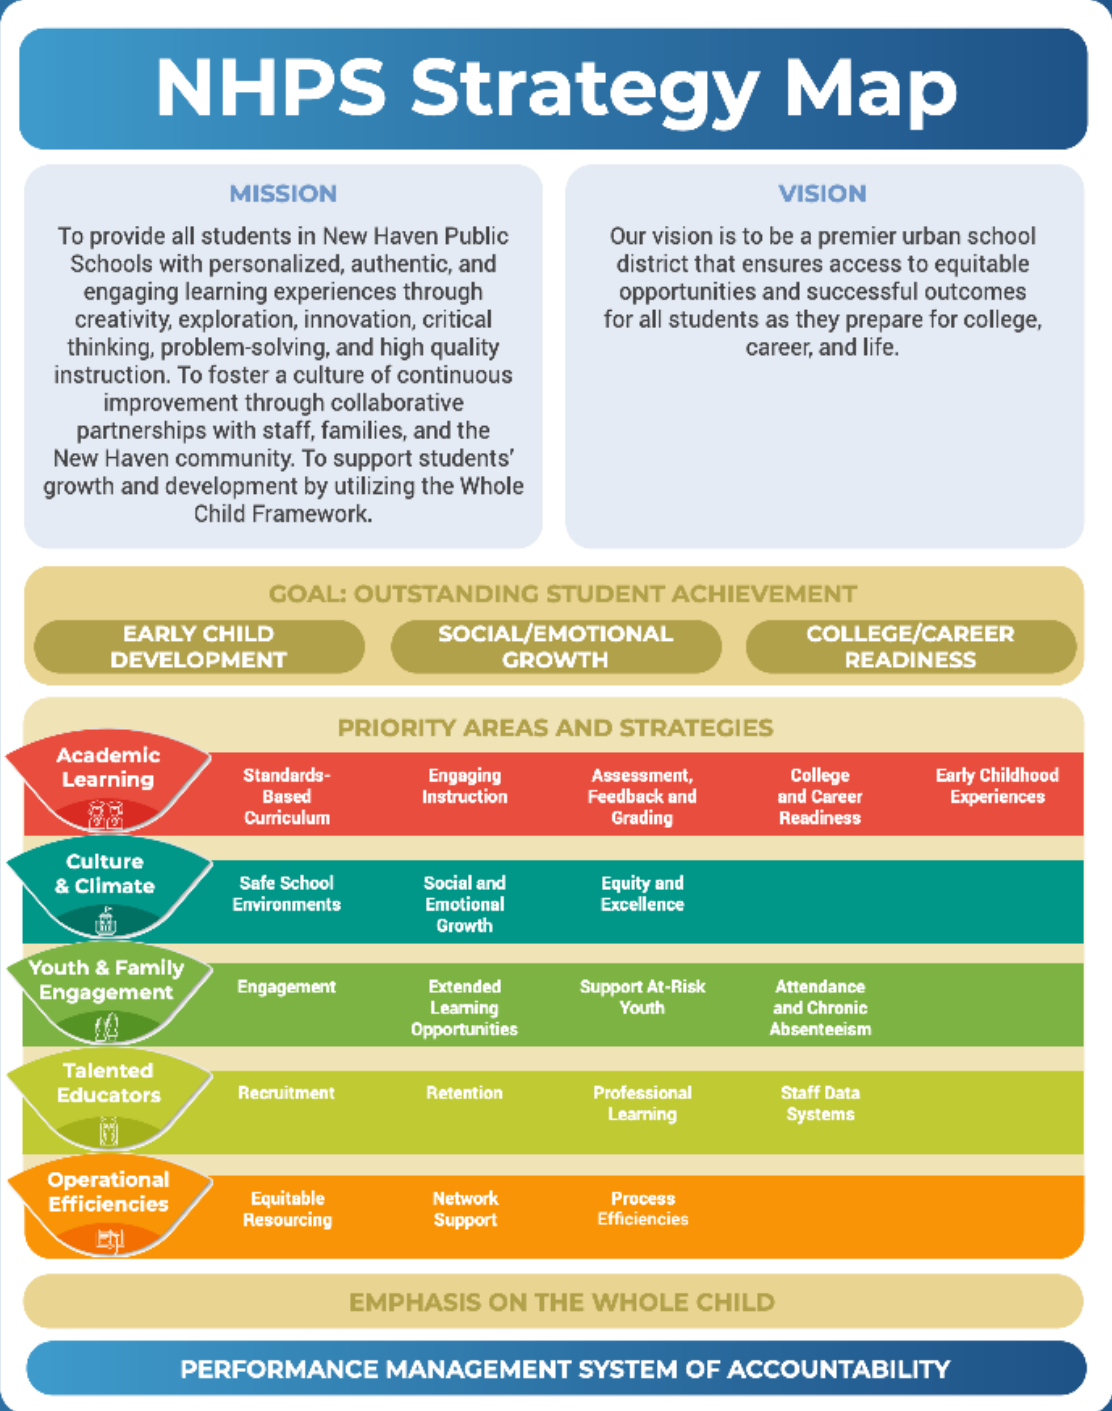 NHPS Strategy Map
MISSION
To provide all students in New Haven Public
Schools with personalized, authentic, and
engaging learning experiences through
creativity, exploration, innovation, critical
thinking, problem-solving, and high quality
instruction. To foster a culture of continuous
improvement through collaborative
partnerships with staff, families, and the
New Haven community. To support students'
growth and development by utilizing the Whole
Child Framework.
VISION
Our vision is to be a premier urban school
district that ensures access to equitable
opportunities and successful outcomes
for all students as they prepare for college,
career, and life.
GOAL: OUTSTANDING STUDENT ACHIEVEMENT
EARLY CHILD
DEVELOPMENT
SOCIAL/EMOTIONAL
GROWTH
COLLEGE/CAREER
READINESS
PRIORITY AREAS AND STRATEGIES
Academic
Learning
Standards-
Based
Curriculum
Engaging
Instruction
Assessment,
Feedback and
Grading
College
and Career
Readiness
Early Childhood
Experiences
Culture
& Climate
Safe School
Environments
Social and
Emotional
Growth
Equity and
Excellence
Youth & Family
Engagement
Engagement
Extended
Learning
Opportunities
Support At-Risk
Youth
Attendance
and Chronic
Absenteeism
Talented
Educators
Recruitment
Retention
Professional
Learning
Staff Data
Systems
Operational
Efficiencies
Equitable
Resourcing
Network
Support
Process
Efficiencies
EMPHASIS ON THE WHOLE CHILD
PERFORMANCE MANAGEMENT SYSTEM OF ACCOUNTABILITY